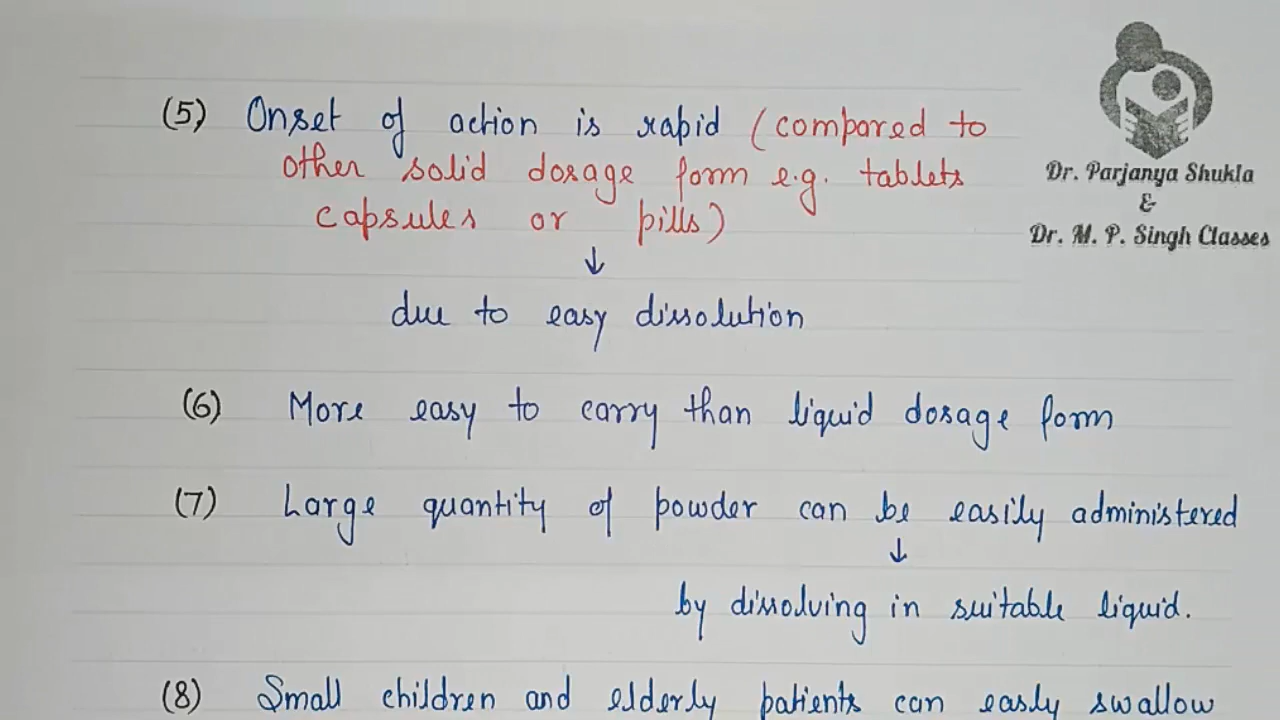 (5) Onset of action is rapid (compared to
other solid dosage form e.g. tablets
capsules or pills)
↓
due to easy dissolution
(6) More easy to carry than liquid dosage form
(7) Large quantity of powder can be easily administered
↓
by dissolving in suitable liquid.
(8) Small children and elderly patients can easly swallow
Dr. Parjanya Shukla
&
Dr. M. P. Singh Classes